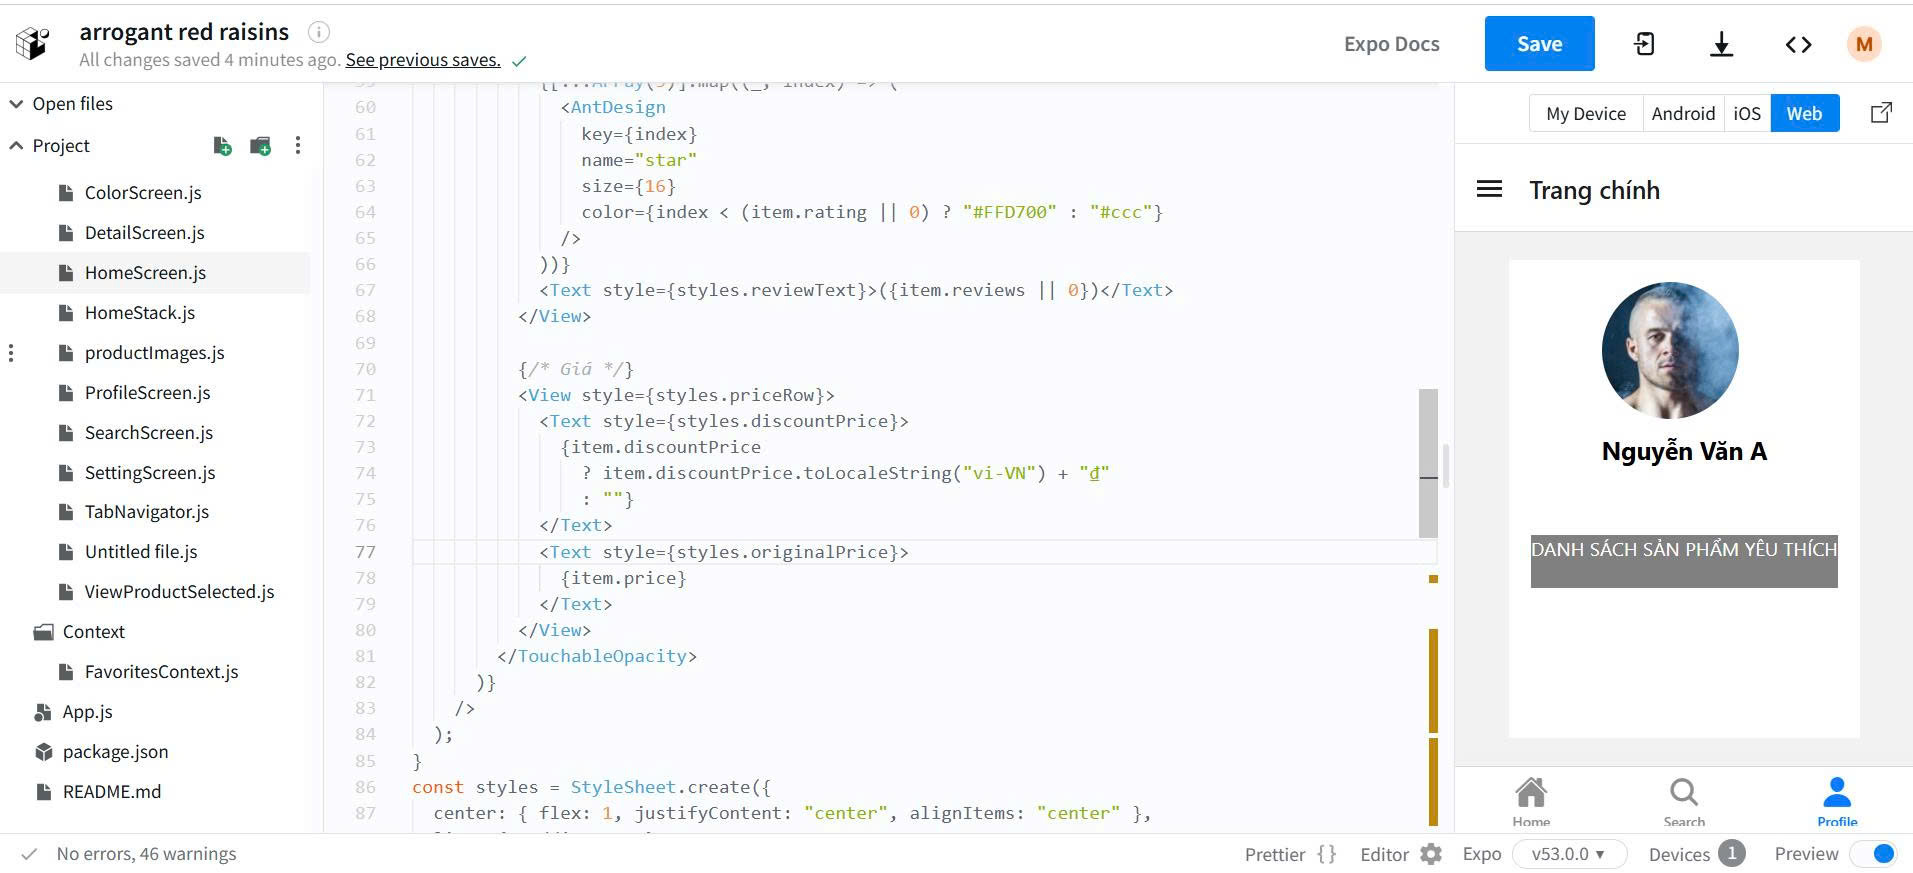 arrogant red raisins
All changes saved 4 minutes ago. See previous saves.
Expo Docs
Save
M
Open files
Project
ColorScreen.js
DetailScreen.js
HomeScreen.js
HomeStack.js
productImages.js
ProfileScreen.js
SearchScreen.js
SettingScreen.js
TabNavigator.js
Untitled file.js
ViewProductSelected.js
Context
FavoritesContext.js
App.js
package.json
README.md
60 <AntDesign
61 key={index}
62 name="star"
63 size={16}
64 color={index < (item.rating || 0) ? "#FFD700" : "#ccc"}
65 />
66 ))}
67 <Text style={styles.reviewText}>({item.reviews || 0})</Text>
68 </View>
69
70 {/* Giá */}
71 <View style={styles.priceRow}>
72 <Text style={styles.discountPrice}>
73 {item.discountPrice
74 ? item.discountPrice.toLocaleString("vi-VN") + "₫"
75 : ""}
76 </Text>
77 <Text style={styles.originalPrice}>
78 {item.price}
79 </Text>
80 </View>
81 </TouchableOpacity>
82 )}
83 />
84 );
85 }
86 const styles = StyleSheet.create({
87 center: { flex: 1, justifyContent: "center", alignItems: "center" },
My Device Android iOS Web
Trang chính
Nguyễn Văn A
DANH SÁCH SẢN PHẨM YÊU THÍCH
Home Search Profile
No errors, 46 warnings
Prettier {} Editor Expo v53.0.0 ▼ Devices 1 Preview